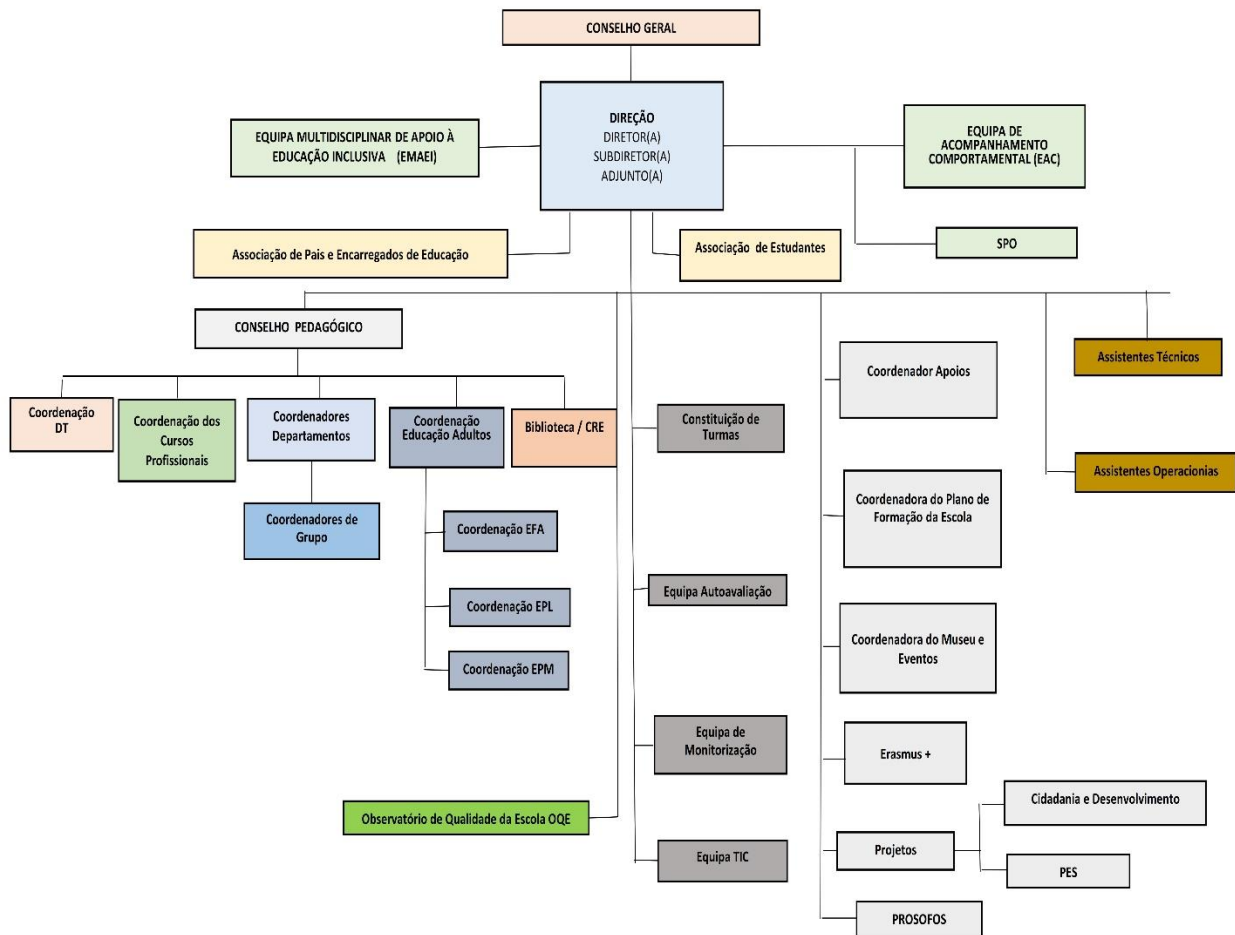 CONSELHO GERAL
DIREÇÃO
DIRETOR(A)
SUBDIRETOR(A)
ADJUNTO(A)
EQUIPA MULTIDISCIPLINAR DE APOIO À
EDUCAÇÃO INCLUSIVA (EMAEI)
EQUIPA DE
ACOMPANHAMENTO
COMPORTAMENTAL (EAC)
SPO
Associação de Pais e Encarregados de Educação
Associação de Estudantes
CONSELHO PEDAGÓGICO
Coordenação
DT
Coordenação dos
Cursos
Profissionais
Coordenadores
Departamentos
Coordenação
Educação Adultos
Biblioteca / CRE
Coordenadores de
Grupo
Coordenação EFA
Coordenação EPL
Coordenação EPM
Observatório de Qualidade da Escola OQE
Constituição de
Turmas
Equipa Autoavaliação
Equipa de
Monitorização
Equipa TIC
Coordenador Apoios
Coordenadora do Plano de
Formação da Escola
Coordenadora do Museu e
Eventos
Erasmus +
Projetos
Cidadania e Desenvolvimento
PES
PROSOFOS
Assistentes Técnicos
Assistentes Operacionias